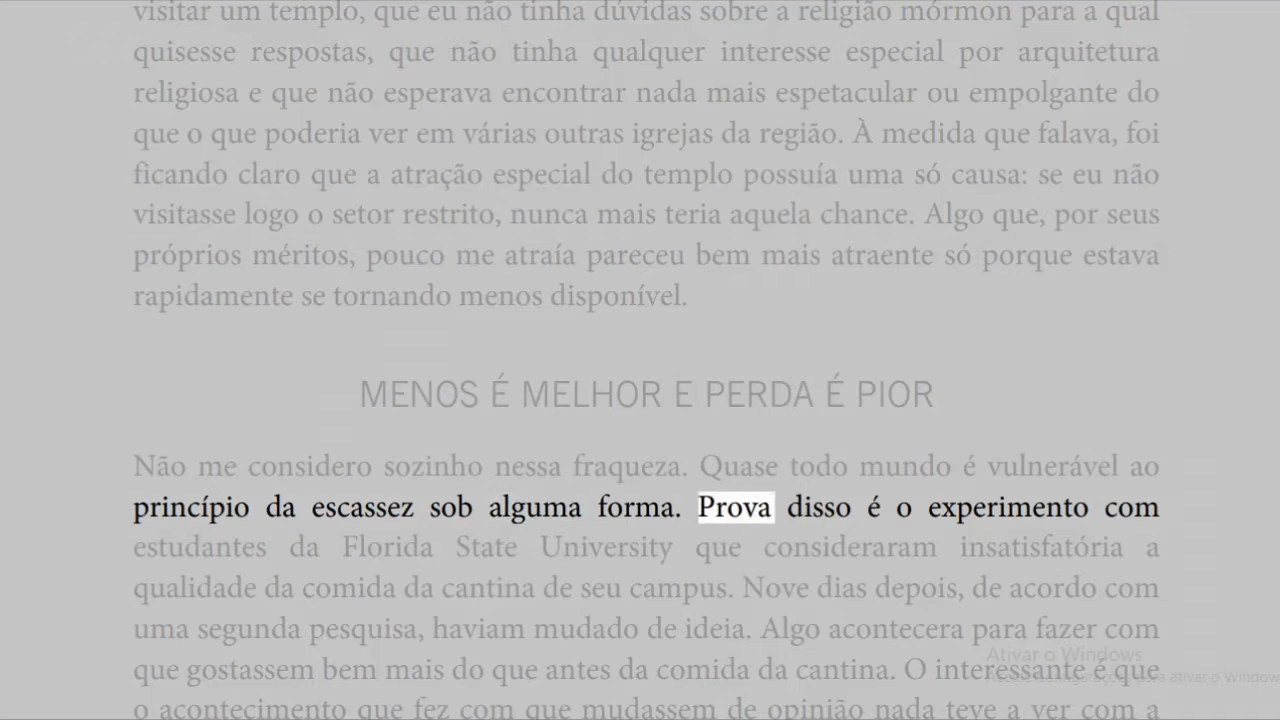 visitar um templo, que eu não tinha dúvidas sobre a religião mórmon para a qual
quisesse respostas, que não tinha qualquer interesse especial por arquitetura
religiosa e que não esperava encontrar nada mais espetacular ou empolgante do
que o que poderia ver em várias outras igrejas da região. À medida que falava, foi
ficando claro que a atração especial do templo possuía uma só causa: se eu não
visitasse logo o setor restrito, nunca mais teria aquela chance. Algo que, por seus
próprios méritos, pouco me atraía pareceu bem mais atraente só porque estava
rapidamente se tornando menos disponível.
MENOS É MELHOR E PERDA É PIOR
Não me considero sozinho nessa fraqueza. Quase todo mundo é vulnerável ao
princípio da escassez sob alguma forma. Prova disso é o experimento com
estudantes da Florida State University que consideraram insatisfatória a
qualidade da comida da cantina de seu campus. Nove dias depois, de acordo com
uma segunda pesquisa, haviam mudado de ideia. Algo acontecera para fazer com
que gostassem bem mais do que antes da comida da cantina. O interessante é que
o acontecimento que fez com que mudassem de opinião nada teve a ver com a
Ativar o Windows
para ativar o Window